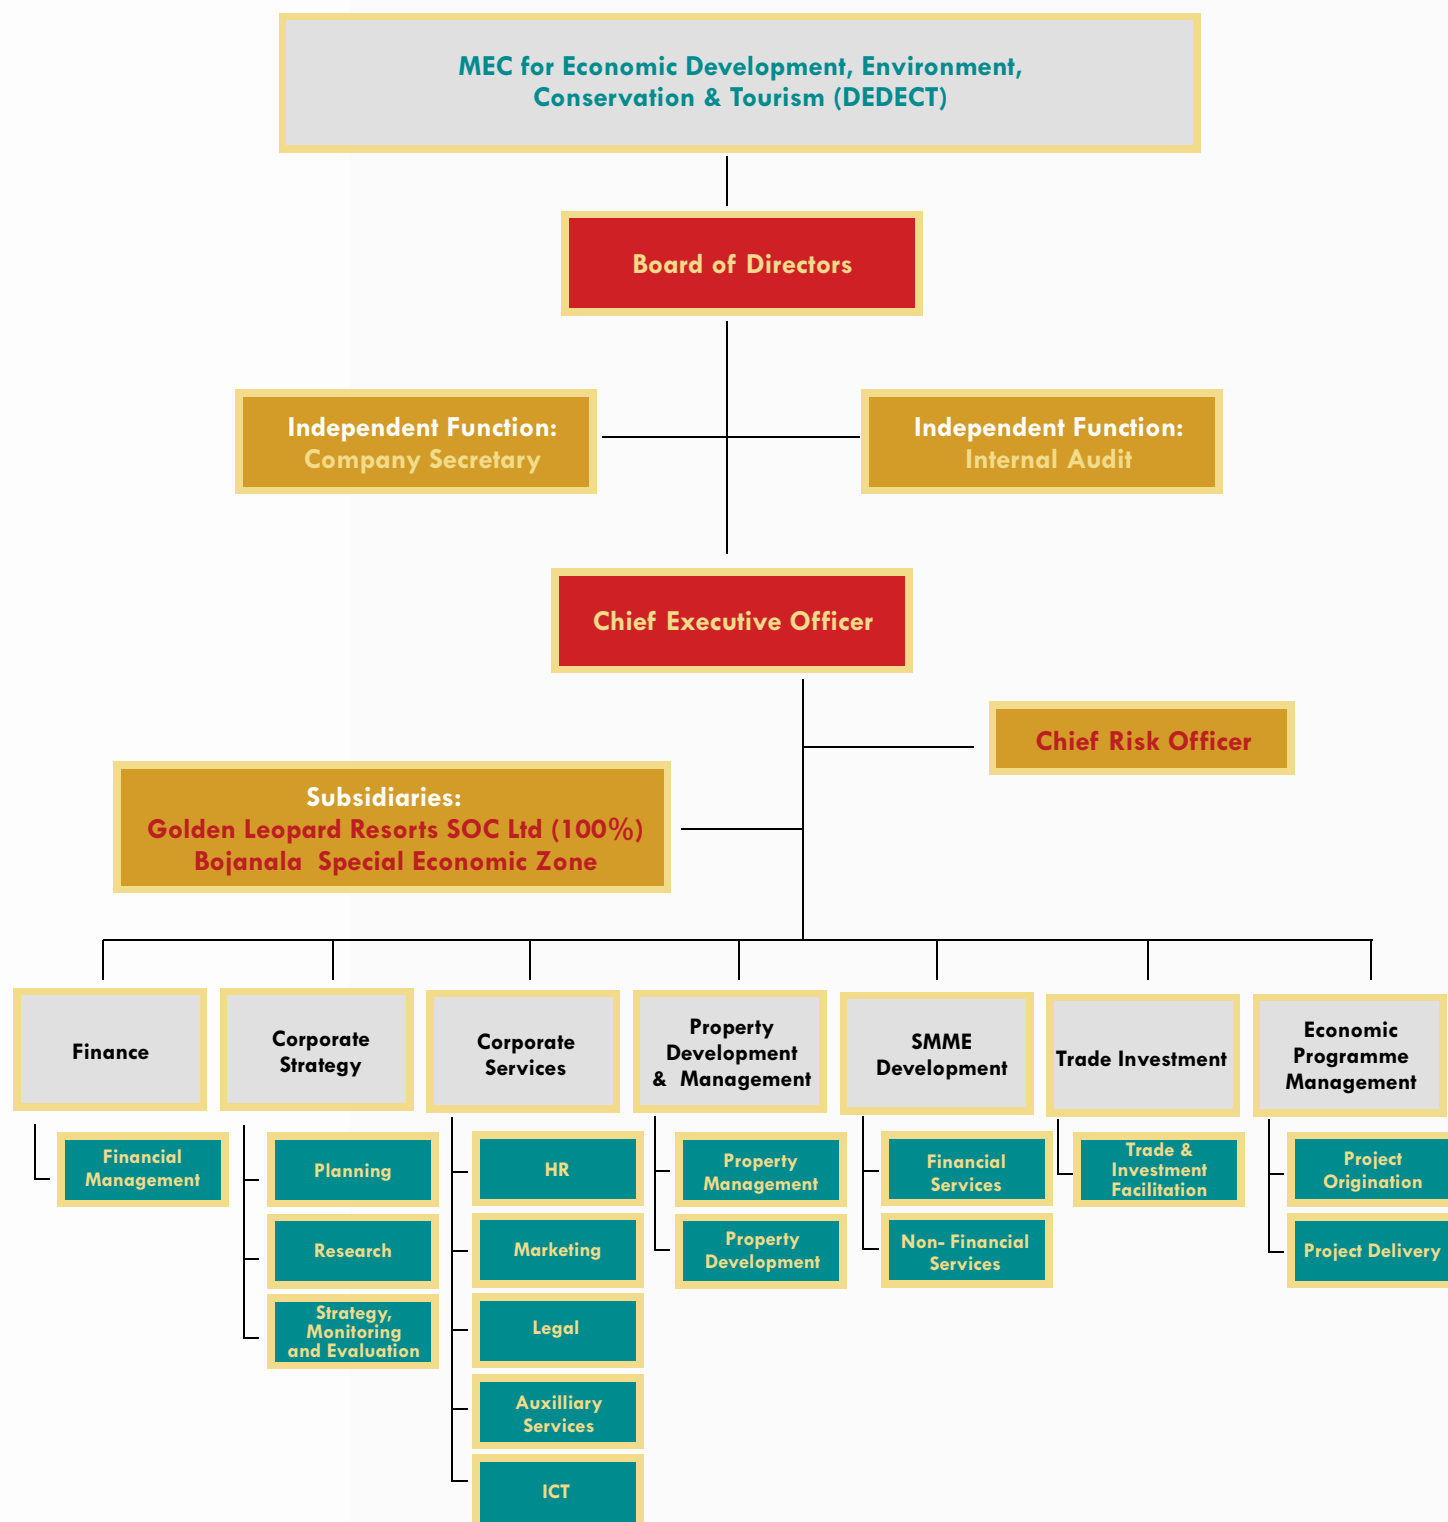 MEC for Economic Development, Environment,
Conservation & Tourism (DEDECT)
Board of Directors
Independent Function:
Company Secretary
Independent Function:
Internal Audit
Chief Executive Officer
Chief Risk Officer
Subsidiaries:
Golden Leopard Resorts SOC Ltd (100%)
Bojanala Special Economic Zone
Finance
Financial
Management
Corporate
Strategy
Planning
Research
Strategy,
Monitoring
and Evaluation
Corporate
Services
HR
Marketing
Legal
Auxilliary
Services
ICT
Property
Development
& Management
Property
Management
Property
Development
SMME
Development
Financial
Services
Non- Financial
Services
Trade Investment
Trade &
Investment
Facilitation
Economic
Programme
Management
Project
Origination
Project Delivery